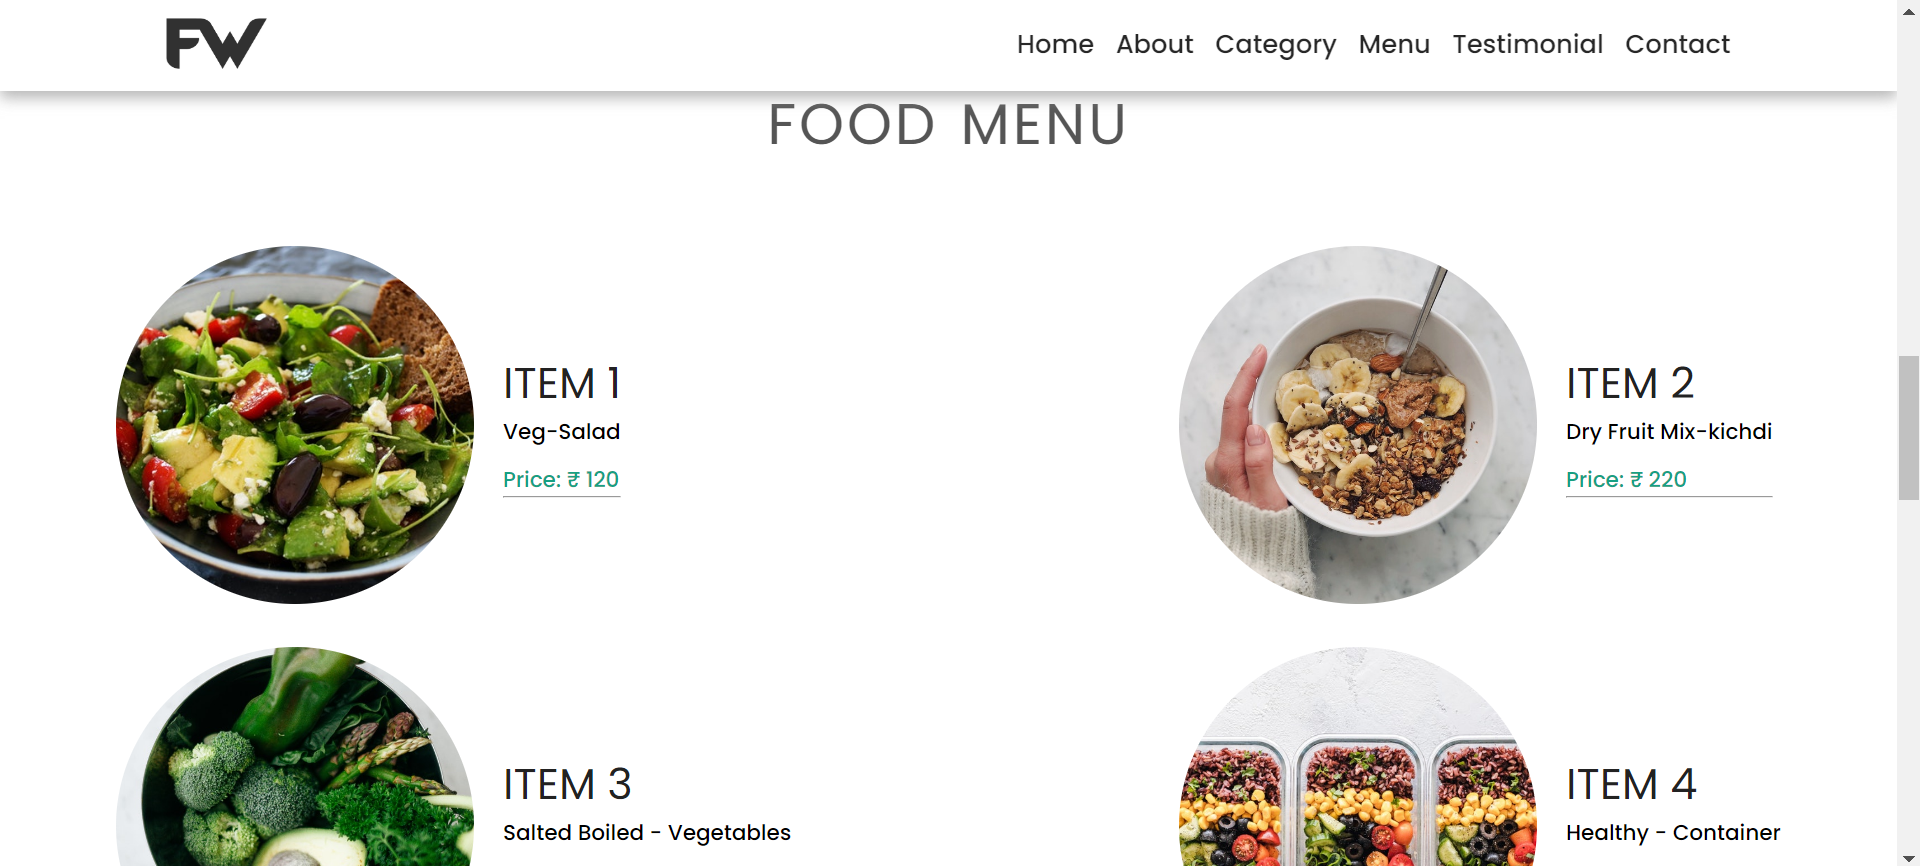 FW
Home About Category Menu Testimonial Contact
FOOD MENU
ITEM 1
Veg-Salad
Price: ₹ 120
ITEM 2
Dry Fruit Mix-kichdi
Price: ₹ 220
ITEM 3
Salted Boiled - Vegetables
ITEM 4
Healthy - Container